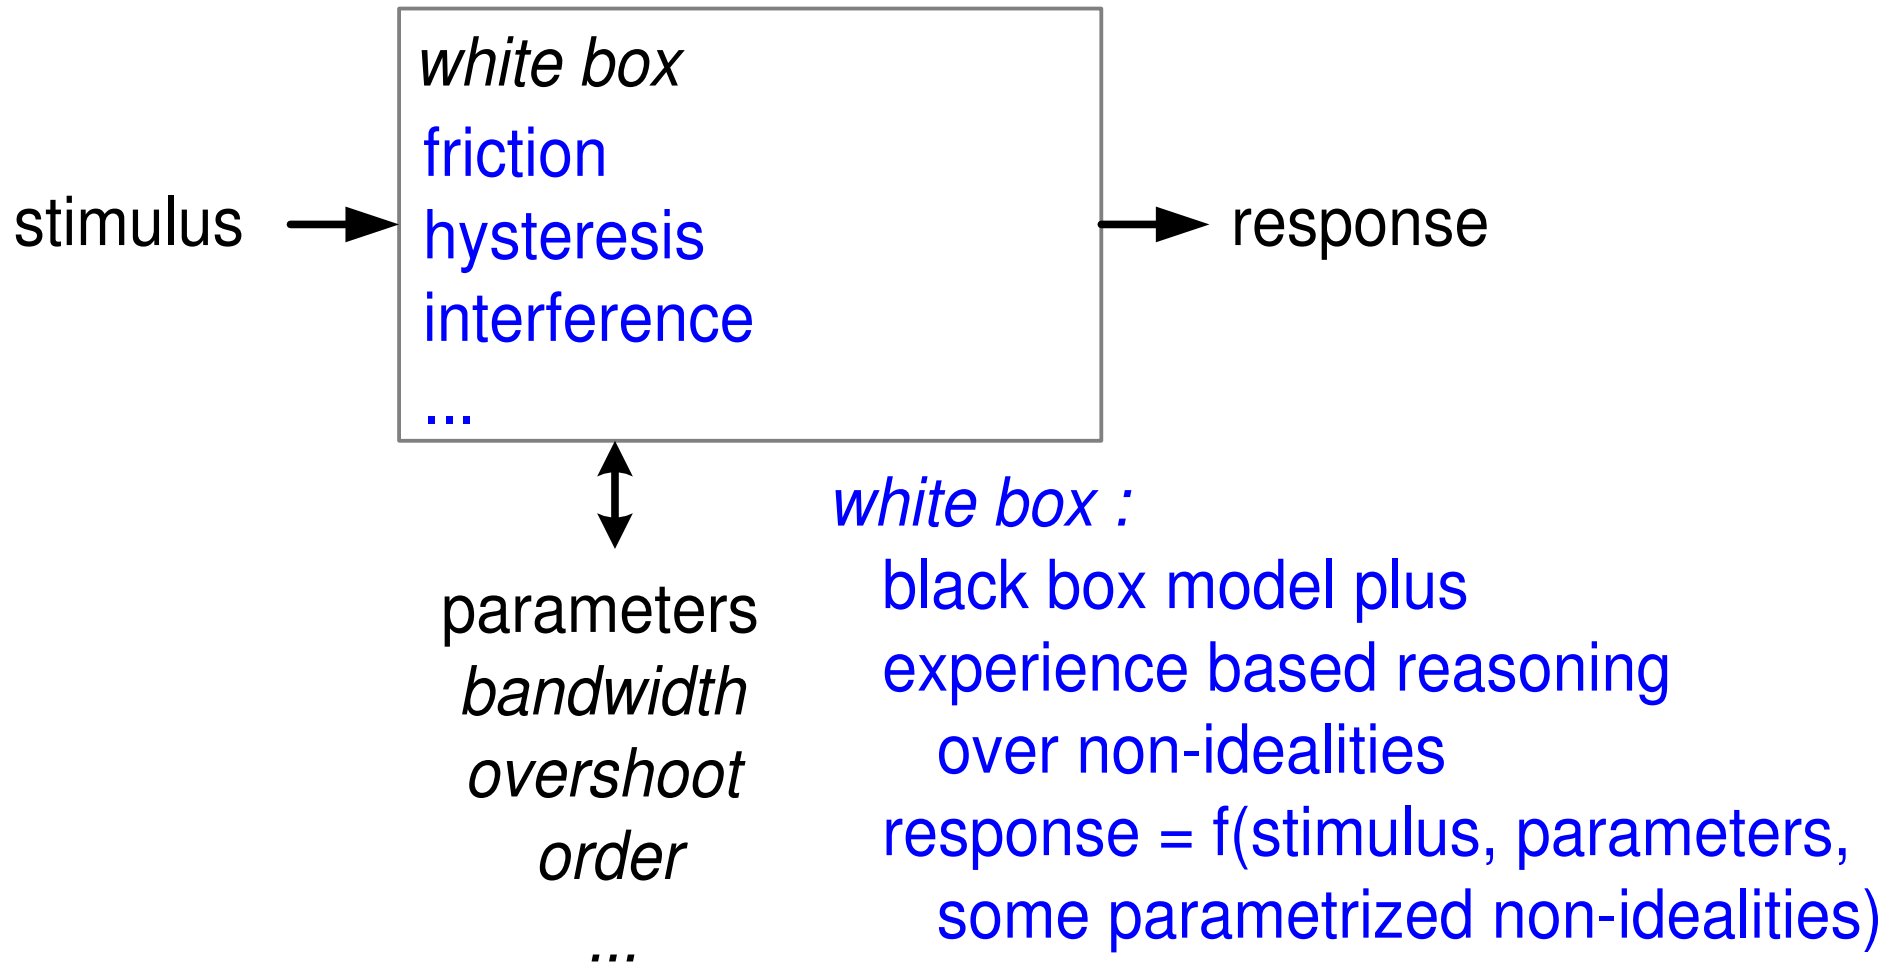 white box
friction
hysteresis
interference
...
stimulus
response
parameters
bandwidth
overshoot
order
...
white box :
black box model plus
experience based reasoning
over non-idealities
response = f(stimulus, parameters,
some parametrized non-idealities)